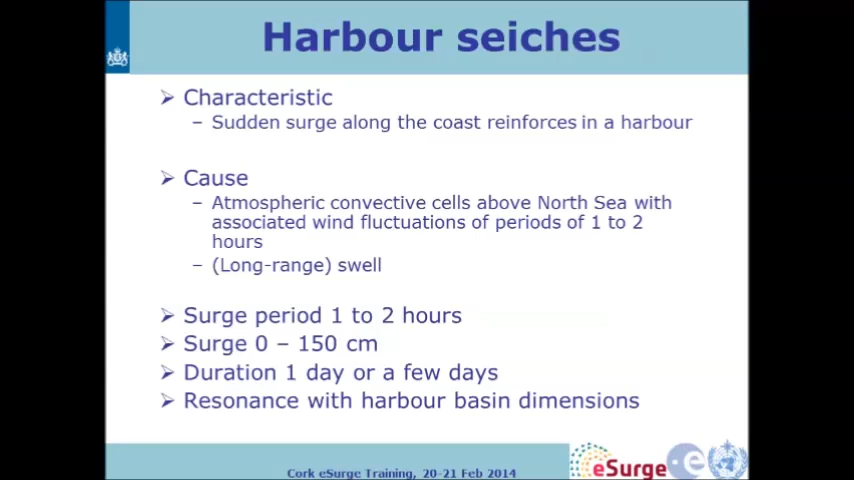 Harbour seiches
➢ Characteristic
– Sudden surge along the coast reinforces in a harbour
➢ Cause
– Atmospheric convective cells above North Sea with
associated wind fluctuations of periods of 1 to 2
hours
– (Long-range) swell
➢ Surge period 1 to 2 hours
➢ Surge 0 – 150 cm
➢ Duration 1 day or a few days
➢ Resonance with harbour basin dimensions
Cork eSurge Training, 20-21 Feb 2014
eSurge